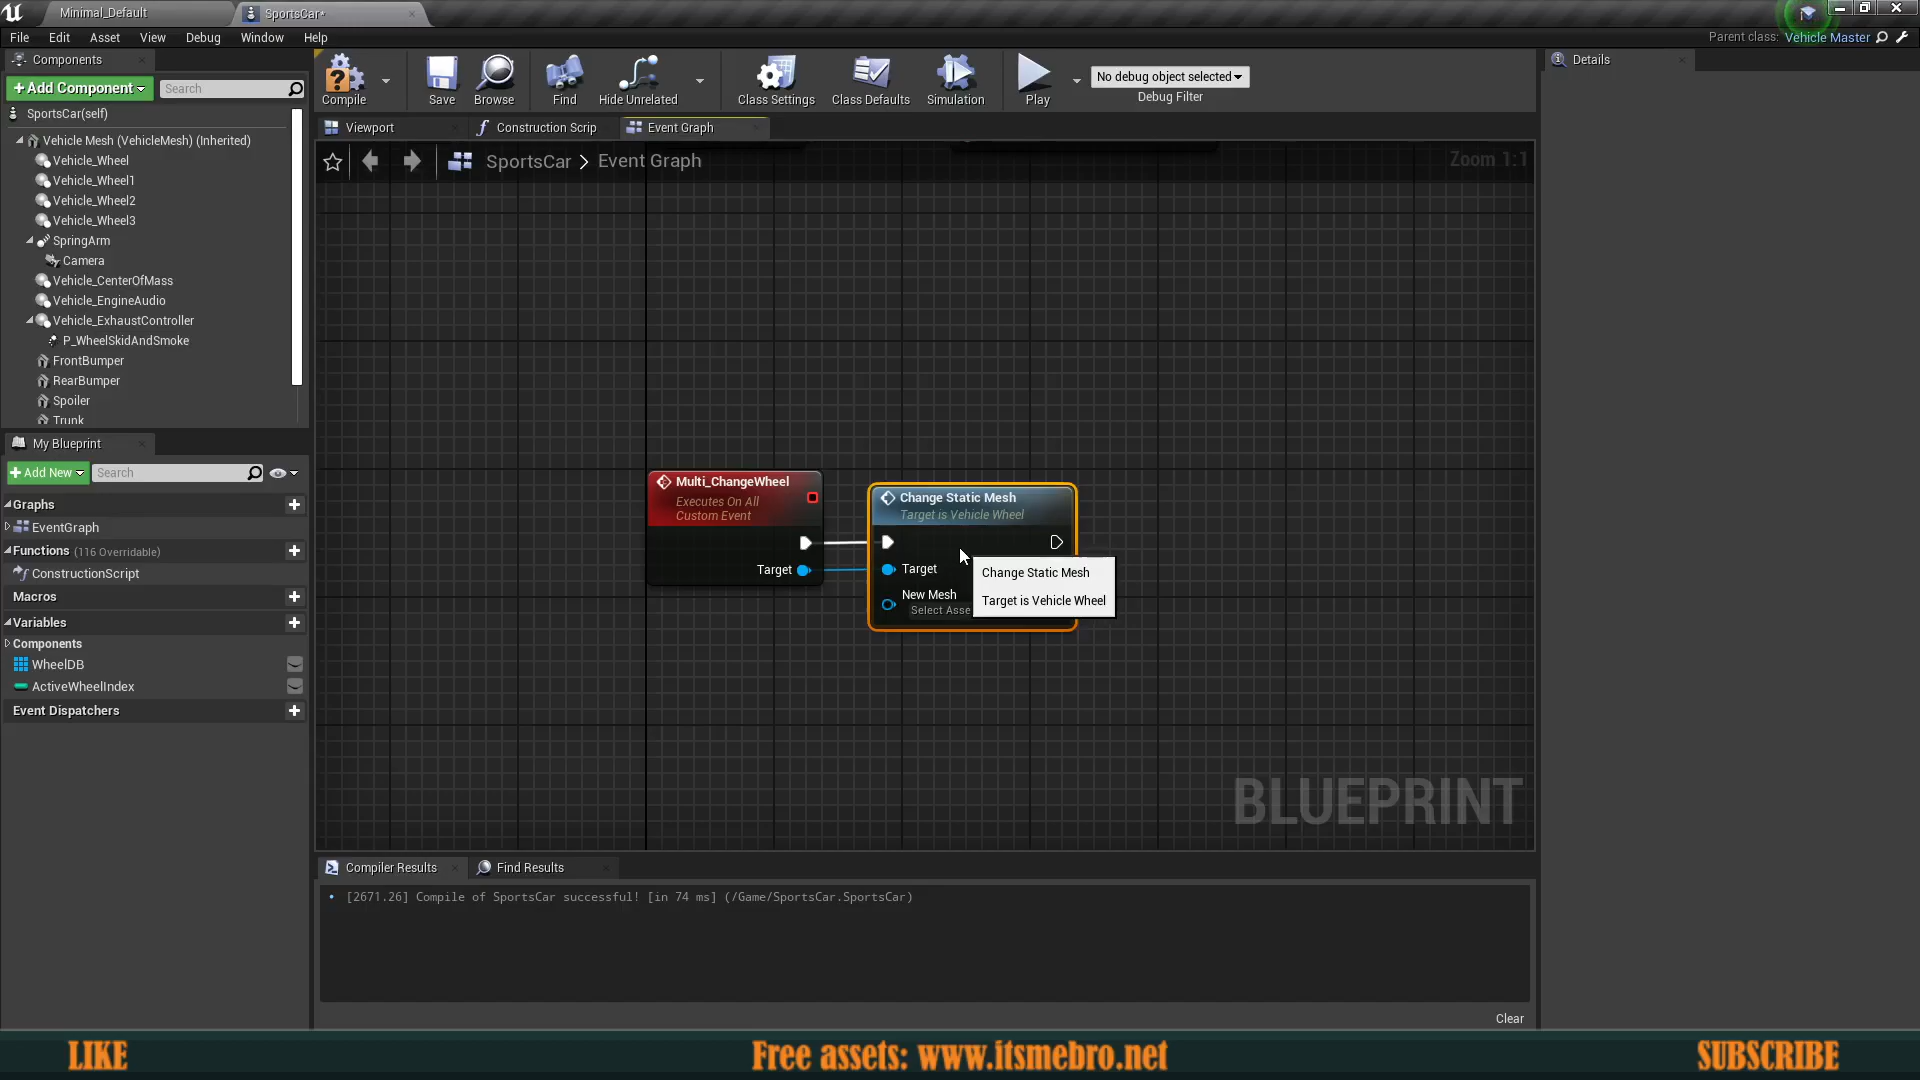 Minimal_Default
SportsCar*
File Edit Asset View Debug Window Help
Parent class: Vehicle Master
Components
+Add Component
Search
SportsCar(self)
Vehicle Mesh (VehicleMesh) (Inherited)
Vehicle_Wheel
Vehicle_Wheel1
Vehicle_Wheel2
Vehicle_Wheel3
SpringArm
Camera
Vehicle_CenterOfMass
Vehicle_EngineAudio
Vehicle_ExhaustController
P_WheelSkidAndSmoke
FrontBumper
RearBumper
Spoiler
Trunk
My Blueprint
+Add New
Search
Graphs
EventGraph
Functions (116 Overridable)
ConstructionScript
Macros
Variables
Components
WheelDB
ActiveWheelIndex
Event Dispatchers
Compile
Save
Browse
Find
Hide Unrelated
Class Settings
Class Defaults
Simulation
Play
No debug object selected
Debug Filter
Viewport
Construction Scrip
Event Graph
SportsCar > Event Graph
Zoom 1:1
Multi_ChangeWheel
Executes On All
Custom Event
Target
Change Static Mesh
Target is Vehicle Wheel
Target
New Mesh
Select Asse
Change Static Mesh
Target is Vehicle Wheel
BLUEPRINT
Compiler Results
Find Results
[2671.26] Compile of SportsCar successful! [in 74 ms] (/Game/SportsCar.SportsCar)
Clear
Details
LIKE
Free assets: www.itsmebro.net
SUBSCRIBE